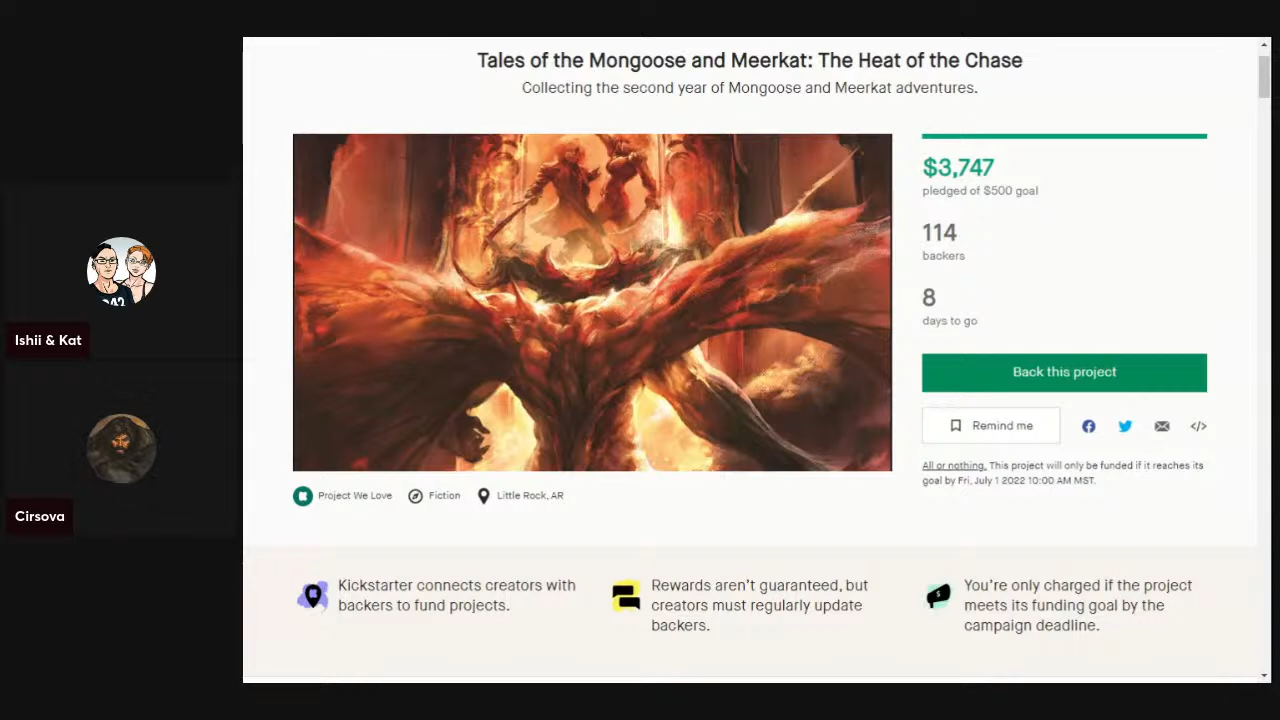 Tales of the Mongoose and Meerkat: The Heat of the Chase
Collecting the second year of Mongoose and Meerkat adventures.
$3,747
pledged of $500 goal
114
backers
8
days to go
Back this project
Remind me
</>
All or nothing. This project will only be funded if it reaches its
goal by Fri, July 1 2022 10:00 AM MST.
Project We Love
Fiction
Little Rock, AR
Kickstarter connects creators with
backers to fund projects.
Rewards aren't guaranteed, but
creators must regularly update
backers.
You're only charged if the project
meets its funding goal by the
campaign deadline.
Ishii & Kat
Cirsova